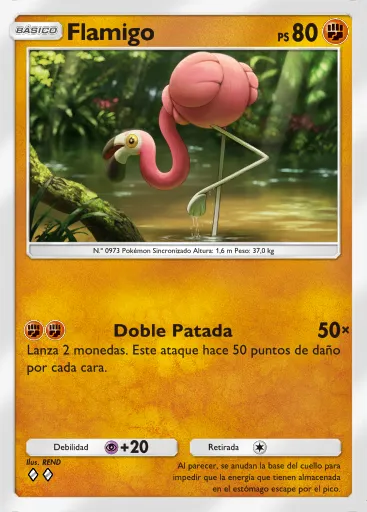 BÁSICO
Flamigo
PS 80
N.º 0973 Pokémon Sincronizado Altura: 1,6 m Peso: 37,0 kg
Doble Patada 50×
Lanza 2 monedas. Este ataque hace 50 puntos de daño
por cada cara.
Debilidad +20
Retirada
Ilus. REND
Al parecer, se anudan la base del cuello para
impedir que la energía que tienen almacenada
en el estómago escape por el pico.